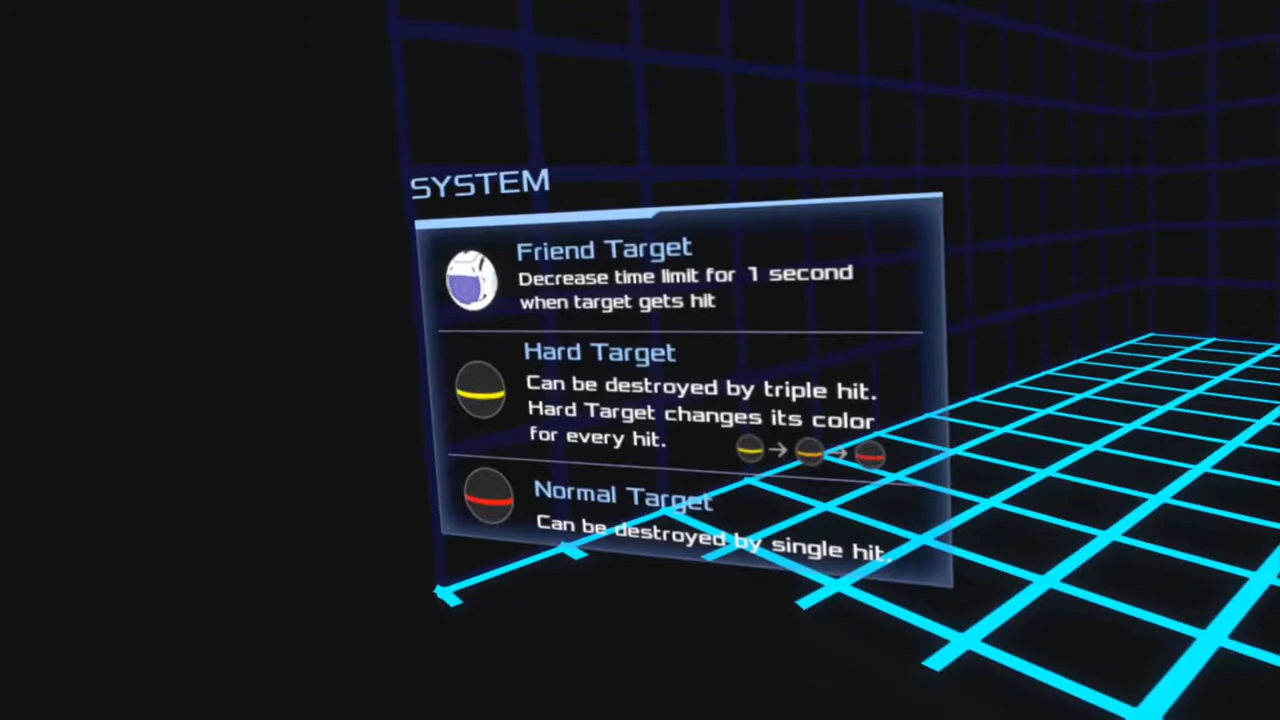 SYSTEM
Friend Target
Decrease time limit for 1 second
when target gets hit
Hard Target
Can be destroyed by triple hit.
Hard Target changes its color
for every hit.
Normal Target
Can be destroyed by single hit.